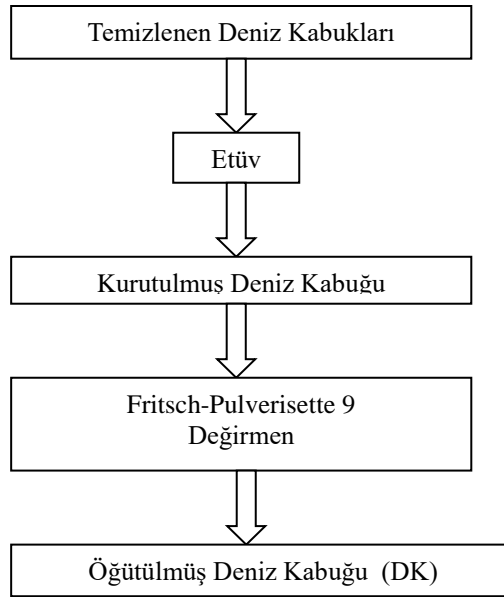 Temizlenen Deniz Kabukları
Etüv
Kurutulmuş Deniz Kabuğu
Fritsch-Pulverisette 9
Değirmen
Öğütülmüş Deniz Kabuğu (DK)